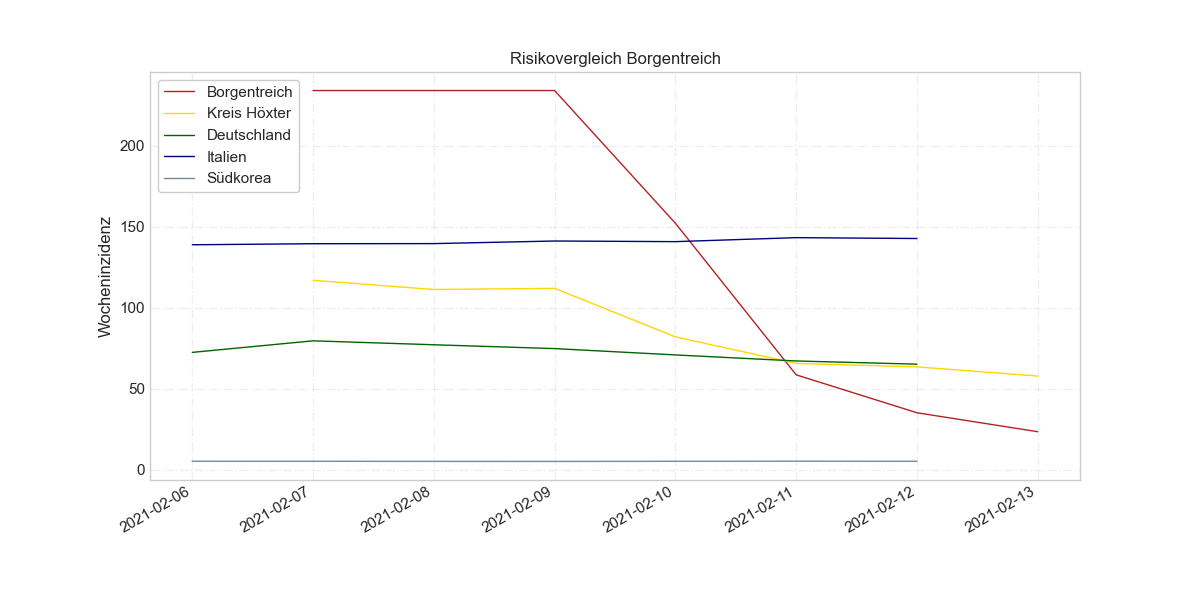 Risikovergleich Borgentreich
Borgentreich
Kreis Höxter
Deutschland
Italien
Südkorea
Wocheninzidenz
200
150
100
50
0
2021-02-06
2021-02-07
2021-02-08
2021-02-09
2021-02-10
2021-02-11
2021-02-12
2021-02-13